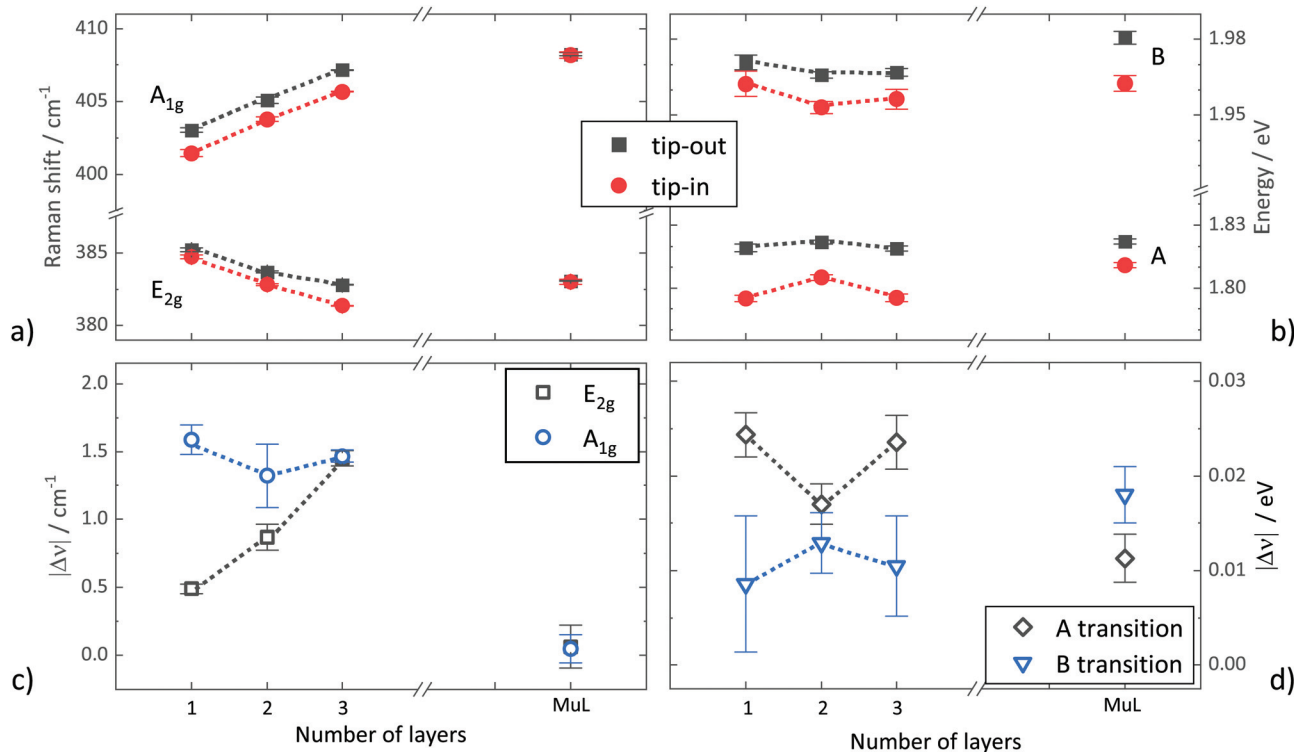 410
405
400
385
380
Raman shift / cm-1
A1g
E2g
a)
tip-out
tip-in
B
A
1.98
1.95
1.83
1.80
Energy / eV
b)
2.0
1.5
1.0
0.5
0.0
|Δν| / cm-1
E2g
A1g
c)
1 2 3 MuL
Number of layers
0.03
0.02
0.01
0.00
|Δν| / eV
A transition
B transition
d)
1 2 3 MuL
Number of layers